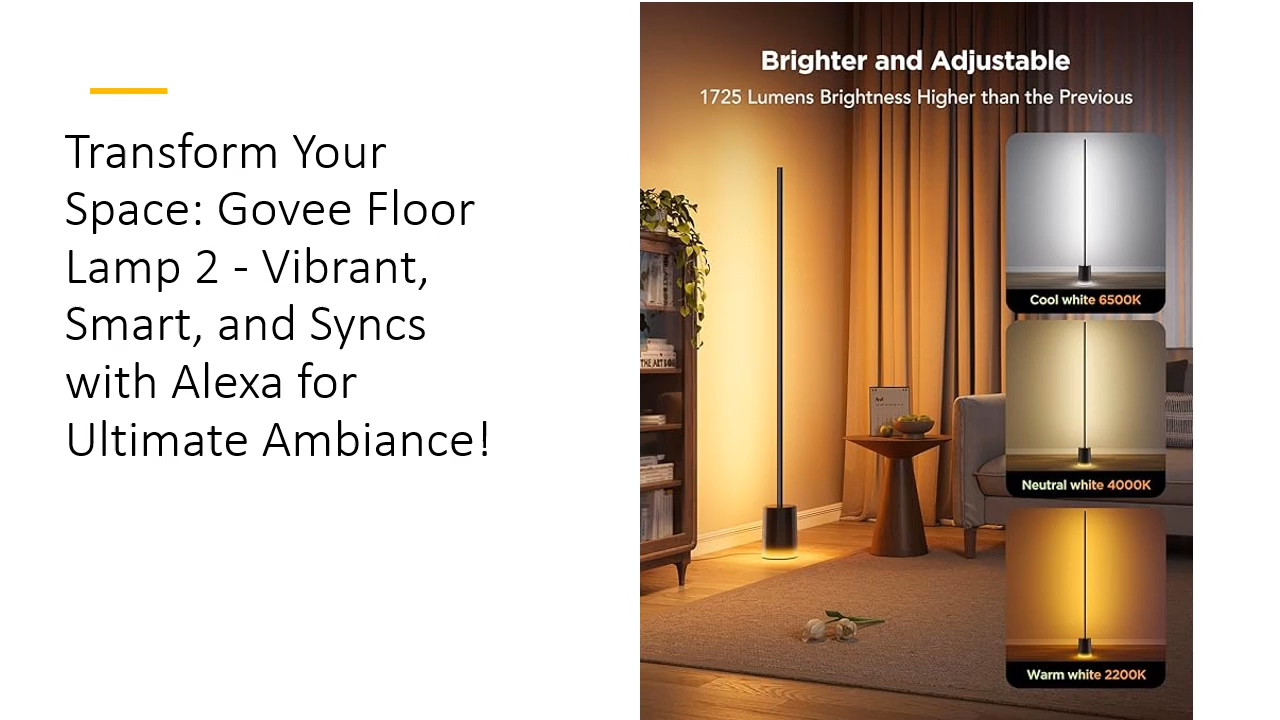 Transform Your
Space: Govee Floor
Lamp 2 - Vibrant,
Smart, and Syncs
with Alexa for
Ultimate Ambiance!
Brighter and Adjustable
1725 Lumens Brightness Higher than the Previous
Cool white 6500K
Neutral white 4000K
Warm white 2200K